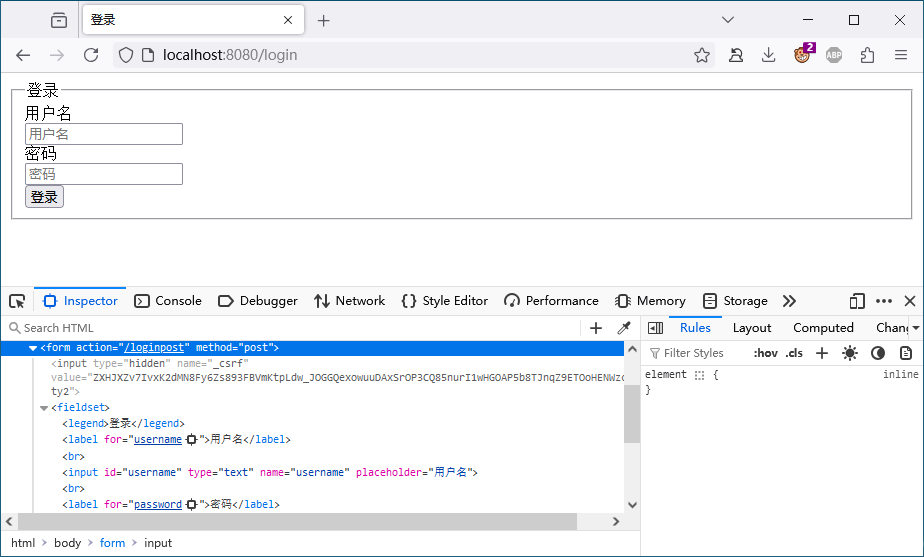 登录
localhost:8080/login
2
ABP
登录
用户名
用户名
密码
密码
登录
Inspector Console Debugger Network Style Editor Performance Memory Storage
Search HTML
Rules Layout Computed
Filter Styles :hov .cls
<form action="/loginpost" method="post">
<input type="hidden" name="_csrf"
ty2">
<fieldset>
<legend>登录</legend>
<label for="username">用户名</label>
<br>
<input id="username" type="text" name="username" placeholder="用户名">
<br>
<label for="password">密码</label>
element { inline
}
html body form input